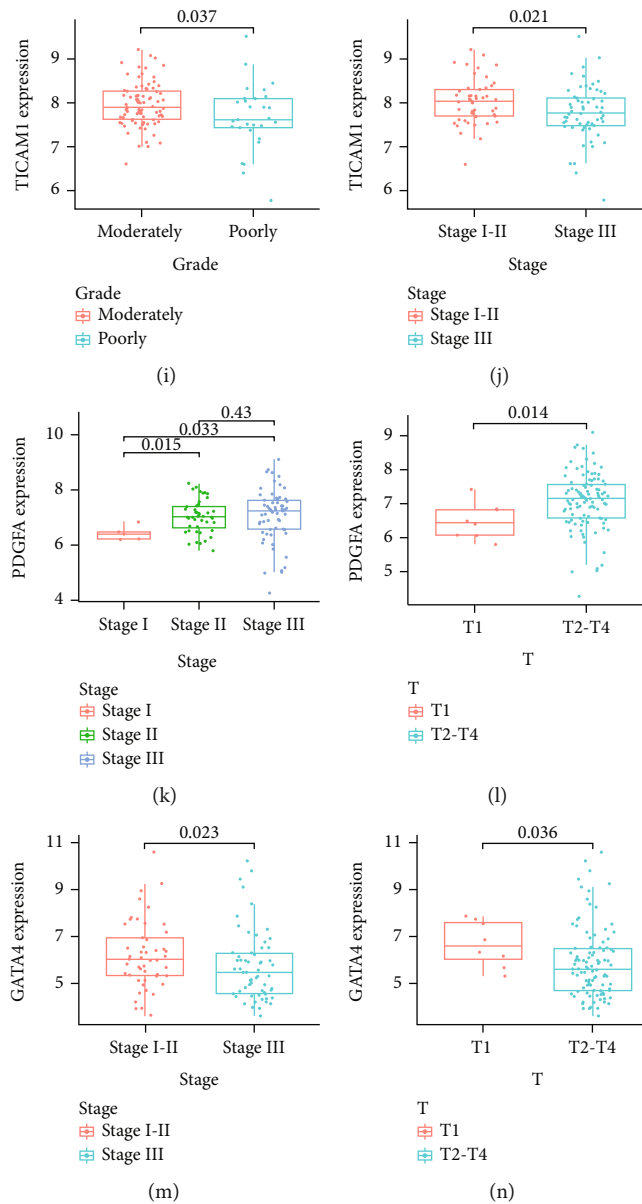 0.037
9
8
7
6
TICAM1 expression
Moderately Poorly
Grade
Grade
Moderately
Poorly
(i)
0.021
9
8
7
6
TICAM1 expression
Stage I-II Stage III
Stage
Stage
Stage I-II
Stage III
(j)
0.43
0.033
0.015
10
8
6
4
PDGFA expression
Stage I Stage II Stage III
Stage
Stage
Stage I
Stage II
Stage III
(k)
0.014
9
8
7
6
5
PDGFA expression
T1 T2-T4
T
T
T1
T2-T4
(l)
0.023
11
9
7
5
GATA4 expression
Stage I-II Stage III
Stage
Stage
Stage I-II
Stage III
(m)
0.036
11
9
7
5
GATA4 expression
T1 T2-T4
T
T
T1
T2-T4
(n)